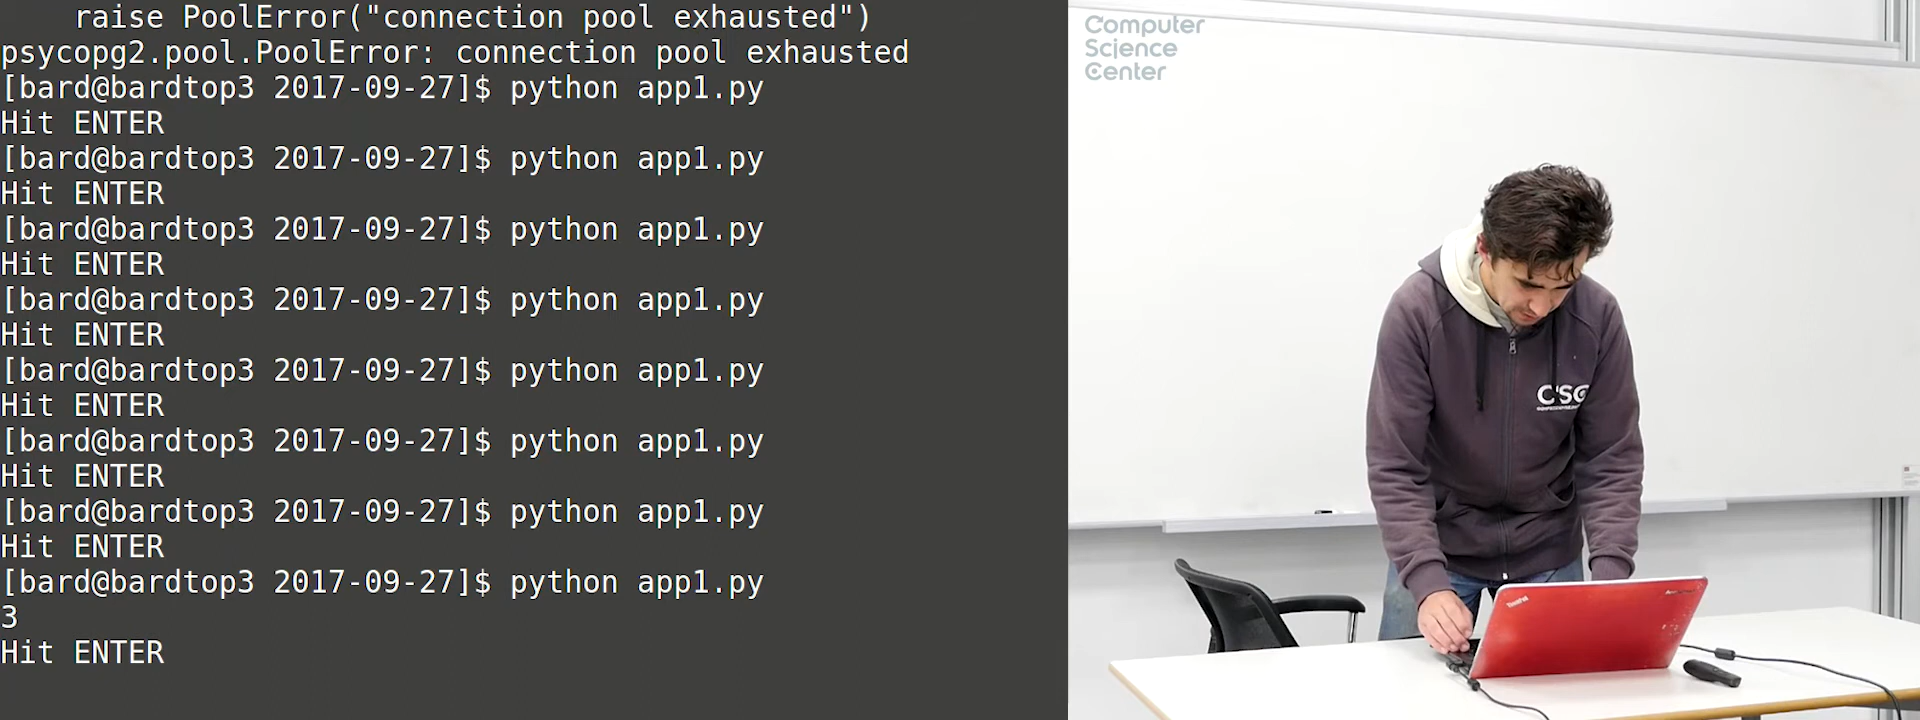 raise PoolError("connection pool exhausted")
psycopg2.pool.PoolError: connection pool exhausted
[bard@bardtop3 2017-09-27]$ python app1.py
Hit ENTER
[bard@bardtop3 2017-09-27]$ python app1.py
Hit ENTER
[bard@bardtop3 2017-09-27]$ python app1.py
Hit ENTER
[bard@bardtop3 2017-09-27]$ python app1.py
Hit ENTER
[bard@bardtop3 2017-09-27]$ python app1.py
Hit ENTER
[bard@bardtop3 2017-09-27]$ python app1.py
Hit ENTER
[bard@bardtop3 2017-09-27]$ python app1.py
Hit ENTER
[bard@bardtop3 2017-09-27]$ python app1.py
3
Hit ENTER
Computer
Science
Center
ThinkPad